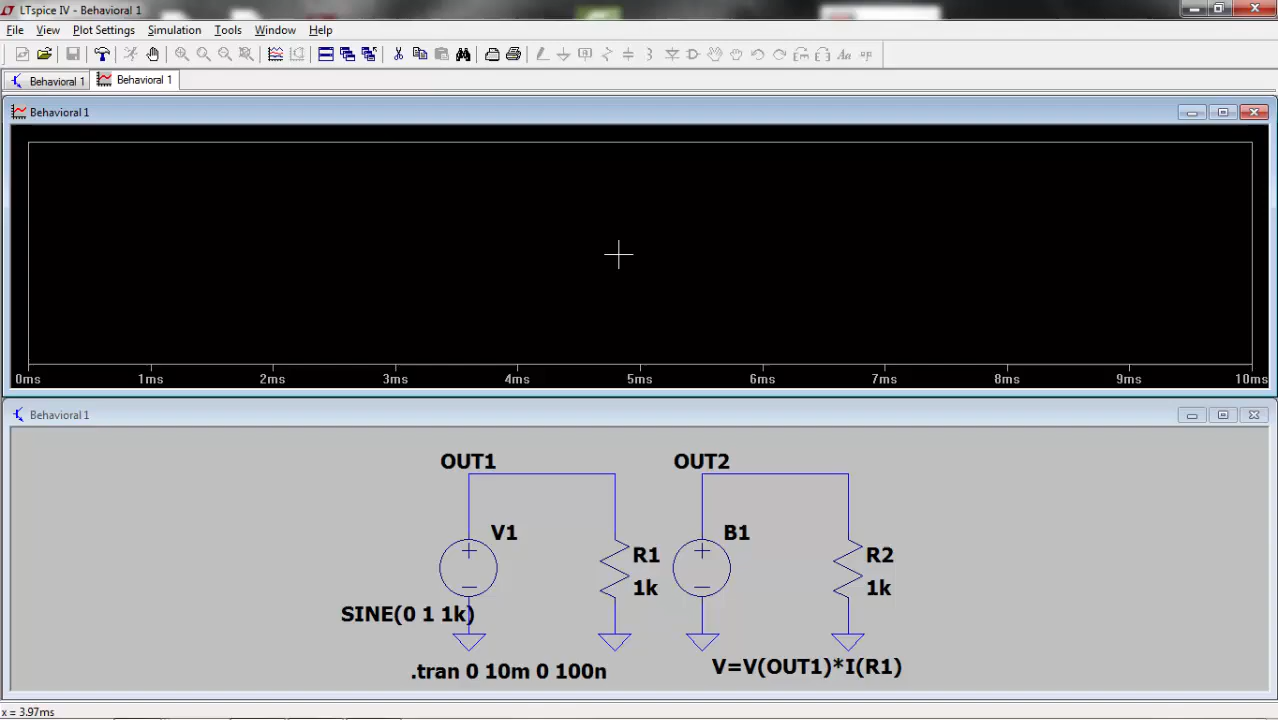 LTspice IV - Behavioral 1
File View Plot Settings Simulation Tools Window Help
Behavioral 1 Behavioral 1
Behavioral 1
0ms 1ms 2ms 3ms 4ms 5ms 6ms 7ms 8ms 9ms 10ms
Behavioral 1
OUT1 OUT2
V1 B1
R1 R2
1k 1k
SINE(0 1 1k)
.tran 0 10m 0 100n V=V(OUT1)*I(R1)
x = 3.97ms